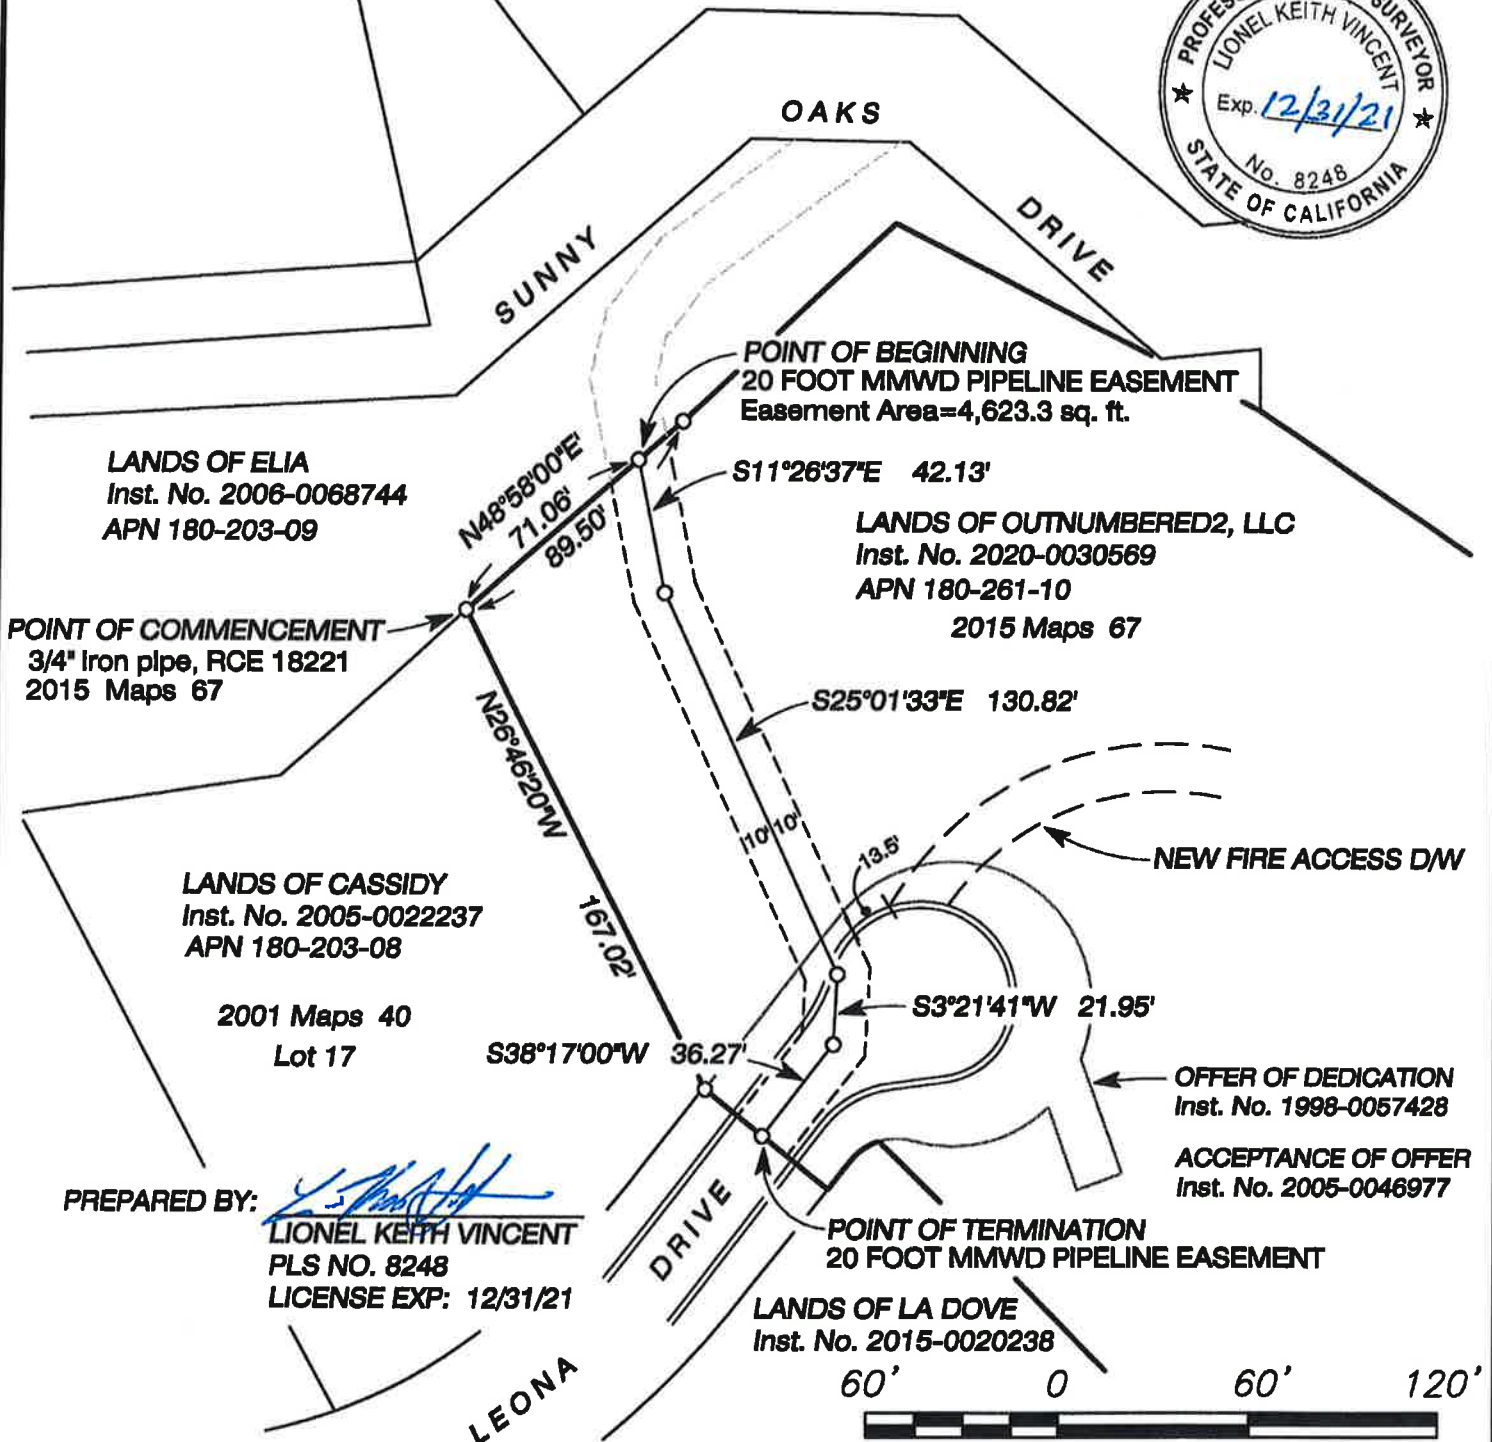 PROFES
SURVEYOR
LIONEL KEITH VINCENT
Exp. 12/31/21
No. 8248
STATE OF CALIFORNIA
SUNNY
OAKS
DRIVE
POINT OF BEGINNING
20 FOOT MMWD PIPELINE EASEMENT
Easement Area=4,623.3 sq. ft.
LANDS OF ELIA
Inst. No. 2006-0068744
APN 180-203-09
N48°58'00"E
71.06'
89.50'
S11°26'37"E 42.13'
LANDS OF OUTNUMBERED2, LLC
Inst. No. 2020-0030569
APN 180-261-10
2015 Maps 67
POINT OF COMMENCEMENT
3/4" iron pipe, RCE 18221
2015 Maps 67
S25°01'33"E 130.82'
N26°46'20"W
167.02'
10' 10'
13.5'
NEW FIRE ACCESS D/W
LANDS OF CASSIDY
Inst. No. 2005-0022237
APN 180-203-08
2001 Maps 40
Lot 17
S3°21'41"W 21.95'
S38°17'00"W 36.27'
OFFER OF DEDICATION
Inst. No. 1998-0057428
ACCEPTANCE OF OFFER
Inst. No. 2005-0046977
PREPARED BY:
LIONEL KEITH VINCENT
PLS NO. 8248
LICENSE EXP: 12/31/21
POINT OF TERMINATION
20 FOOT MMWD PIPELINE EASEMENT
LANDS OF LA DOVE
Inst. No. 2015-0020238
LEONA
DRIVE
60' 0 60' 120'